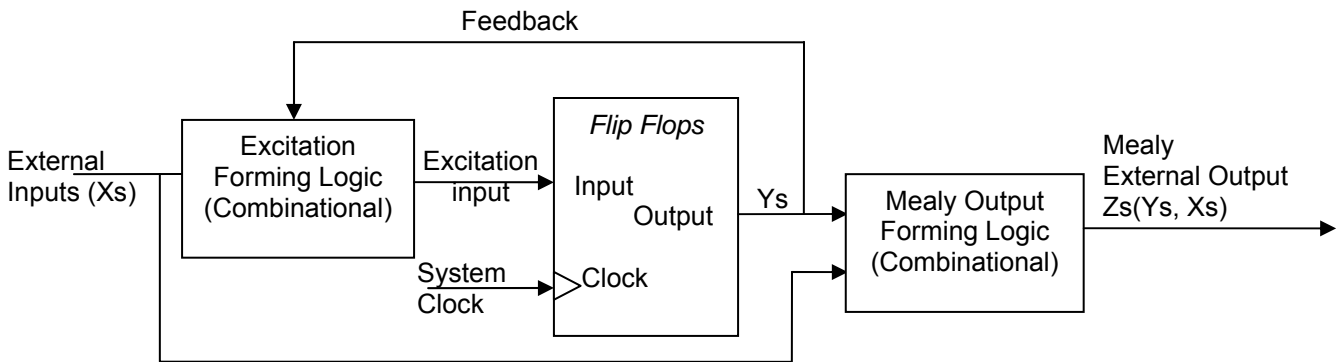 Feedback
External
Inputs (Xs)
Excitation
Forming Logic
(Combinational)
Excitation
input
System
Clock
Flip Flops
Input
Output
Clock
Ys
Mealy Output
Forming Logic
(Combinational)
Mealy
External Output
Zs(Ys, Xs)